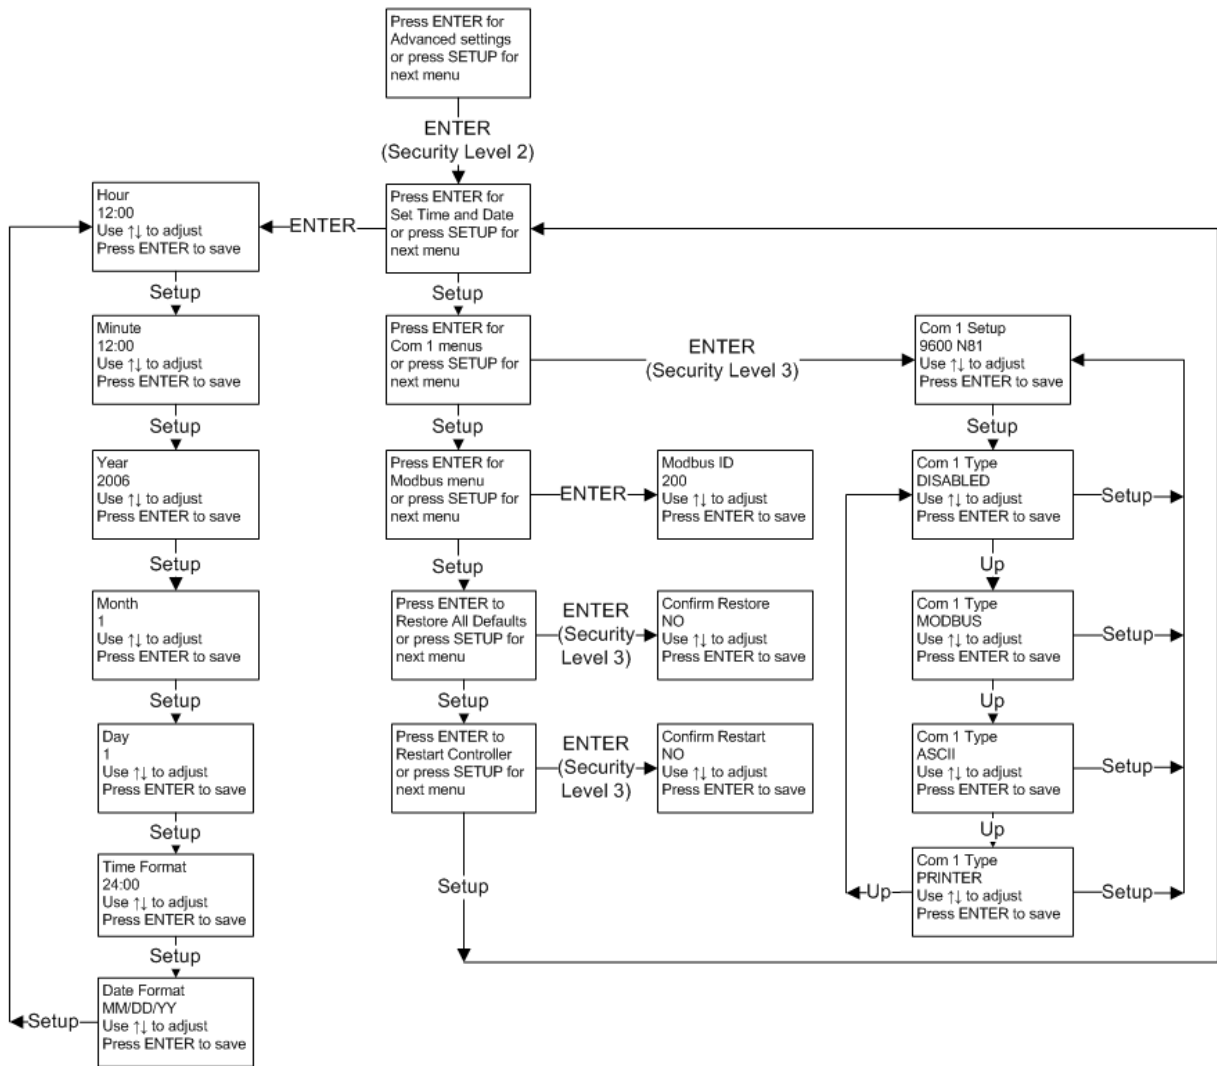 Press ENTER for
Advanced settings
or press SETUP for
next menu
ENTER
(Security Level 2)
Hour
12:00
Use ↑↓ to adjust
Press ENTER to save
ENTER
Press ENTER for
Set Time and Date
or press SETUP for
next menu
Setup
Setup
Minute
12:00
Use ↑↓ to adjust
Press ENTER to save
Press ENTER for
Com 1 menus
or press SETUP for
next menu
ENTER
(Security Level 3)
Com 1 Setup
9600 N81
Use ↑↓ to adjust
Press ENTER to save
Setup
Setup
Setup
Year
2006
Use ↑↓ to adjust
Press ENTER to save
Press ENTER for
Modbus menu
or press SETUP for
next menu
ENTER
Modbus ID
200
Use ↑↓ to adjust
Press ENTER to save
Com 1 Type
DISABLED
Use ↑↓ to adjust
Press ENTER to save
Setup
Setup
Setup
Up
Month
1
Use ↑↓ to adjust
Press ENTER to save
Press ENTER to
Restore All Defaults
or press SETUP for
next menu
ENTER
(Security
Level 3)
Confirm Restore
NO
Use ↑↓ to adjust
Press ENTER to save
Com 1 Type
MODBUS
Use ↑↓ to adjust
Press ENTER to save
Setup
Setup
Setup
Up
Day
1
Use ↑↓ to adjust
Press ENTER to save
Press ENTER to
Restart Controller
or press SETUP for
next menu
ENTER
(Security
Level 3)
Confirm Restart
NO
Use ↑↓ to adjust
Press ENTER to save
Com 1 Type
ASCII
Use ↑↓ to adjust
Press ENTER to save
Setup
Setup
Up
Time Format
24:00
Use ↑↓ to adjust
Press ENTER to save
Setup
Up
Com 1 Type
PRINTER
Use ↑↓ to adjust
Press ENTER to save
Setup
Setup
Setup
Date Format
MM/DD/YY
Use ↑↓ to adjust
Press ENTER to save